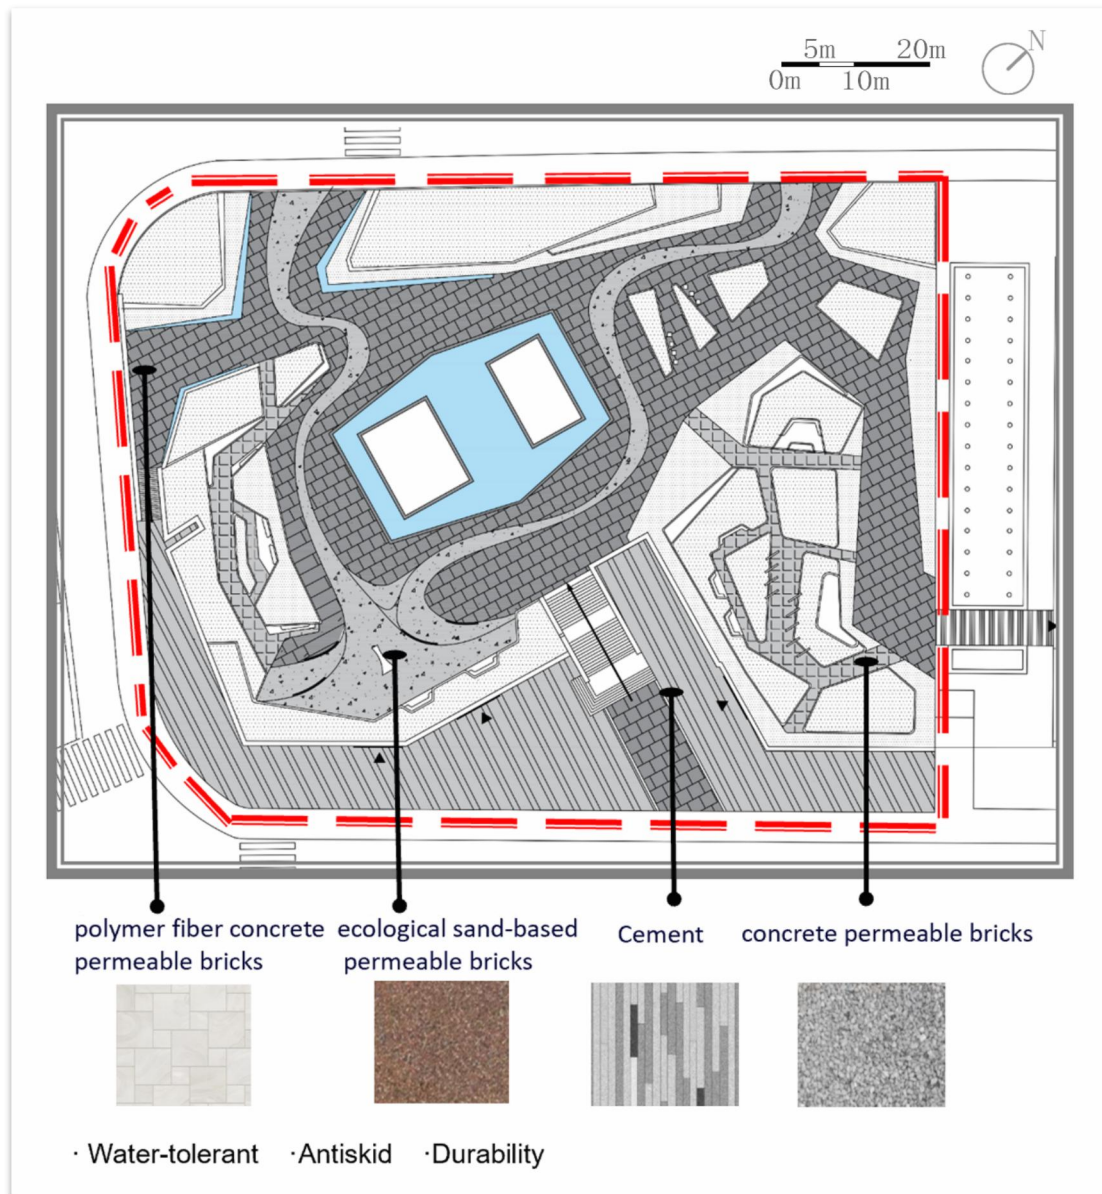 5m 20m
0m 10m
N
polymer fiber concrete
permeable bricks
ecological sand-based
permeable bricks
Cement
concrete permeable bricks
· Water-tolerant ·Antiskid ·Durability